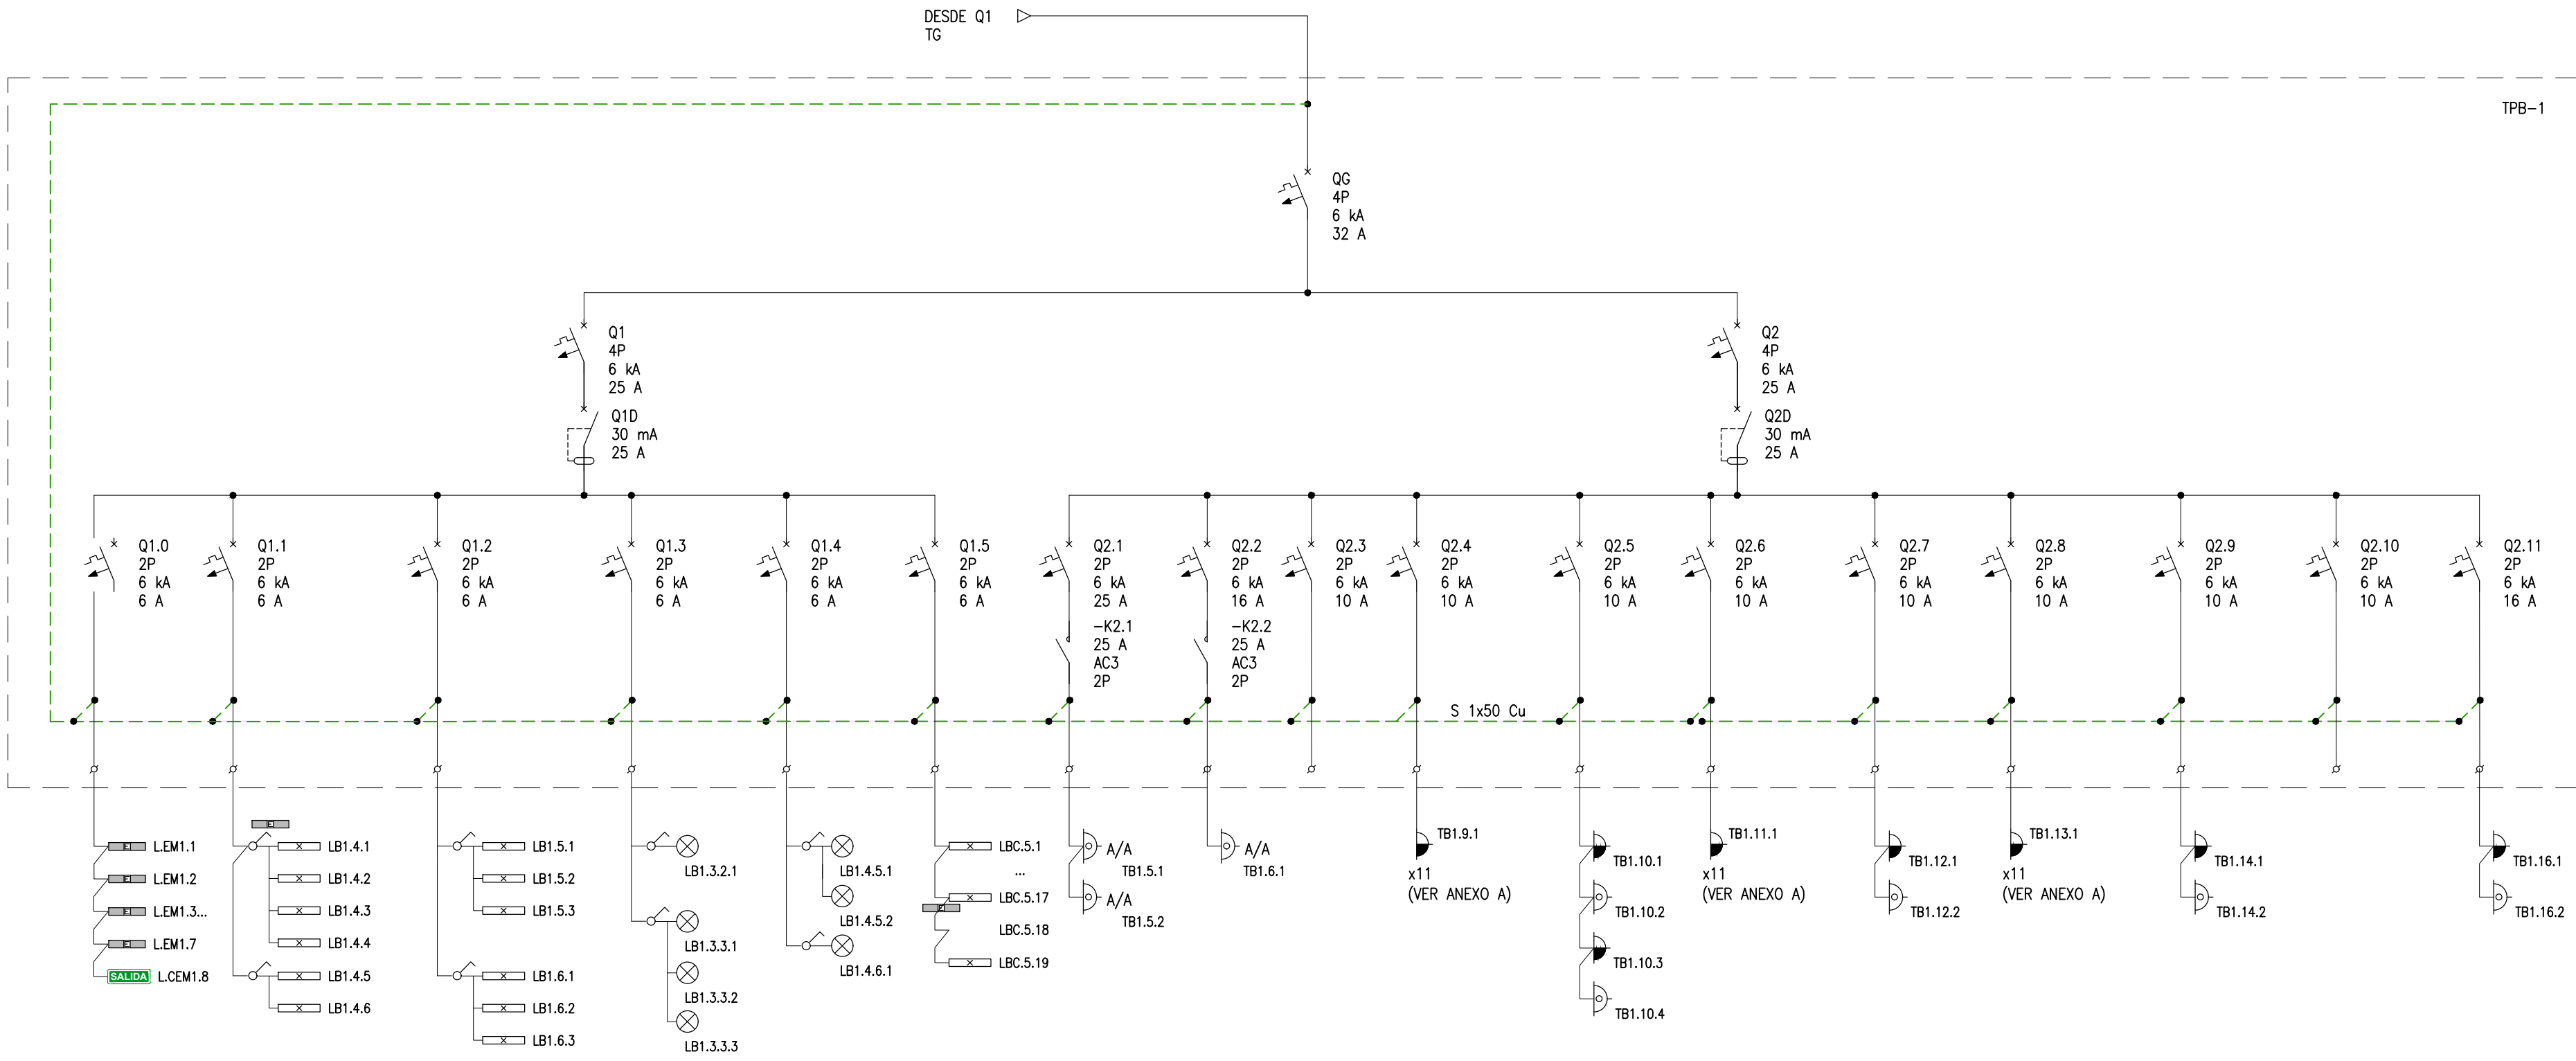 DESDE Q1
TG
TPB-1
QG
4P
6 kA
32 A
Q1
4P
6 kA
25 A
Q2
4P
6 kA
25 A
Q1D
30 mA
25 A
Q2D
30 mA
25 A
Q1.0
2P
6 kA
6 A
Q1.1
2P
6 kA
6 A
Q1.2
2P
6 kA
6 A
Q1.3
2P
6 kA
6 A
Q1.4
2P
6 kA
6 A
Q1.5
2P
6 kA
6 A
Q2.1
2P
6 kA
25 A
Q2.2
2P
6 kA
16 A
Q2.3
2P
6 kA
10 A
Q2.4
2P
6 kA
10 A
Q2.5
2P
6 kA
10 A
Q2.6
2P
6 kA
10 A
Q2.7
2P
6 kA
10 A
Q2.8
2P
6 kA
10 A
Q2.9
2P
6 kA
10 A
Q2.10
2P
6 kA
10 A
Q2.11
2P
6 kA
16 A
-K2.1
25 A
AC3
2P
-K2.2
25 A
AC3
2P
S 1x50 Cu
E L.EM1.1
E L.EM1.2
E L.EM1.3...
E L.EM1.7
SALIDA L.CEM1.8
E
LB1.4.1
LB1.4.2
LB1.4.3
LB1.4.4
LB1.4.5
LB1.4.6
LB1.5.1
LB1.5.2
LB1.5.3
LB1.6.1
LB1.6.2
LB1.6.3
LB1.3.2.1
LB1.3.3.1
LB1.3.3.2
LB1.3.3.3
LB1.4.5.1
LB1.4.5.2
LB1.4.6.1
LBC.5.1
...
LBC.5.17
E
LBC.5.18
LBC.5.19
A/A
TB1.5.1
A/A
TB1.5.2
A/A
TB1.6.1
TB1.9.1
x11
(VER ANEXO A)
TB1.10.1
TB1.10.2
TB1.10.3
TB1.10.4
TB1.11.1
x11
(VER ANEXO A)
TB1.12.1
TB1.12.2
TB1.13.1
x11
(VER ANEXO A)
TB1.14.1
TB1.14.2
TB1.16.1
TB1.16.2